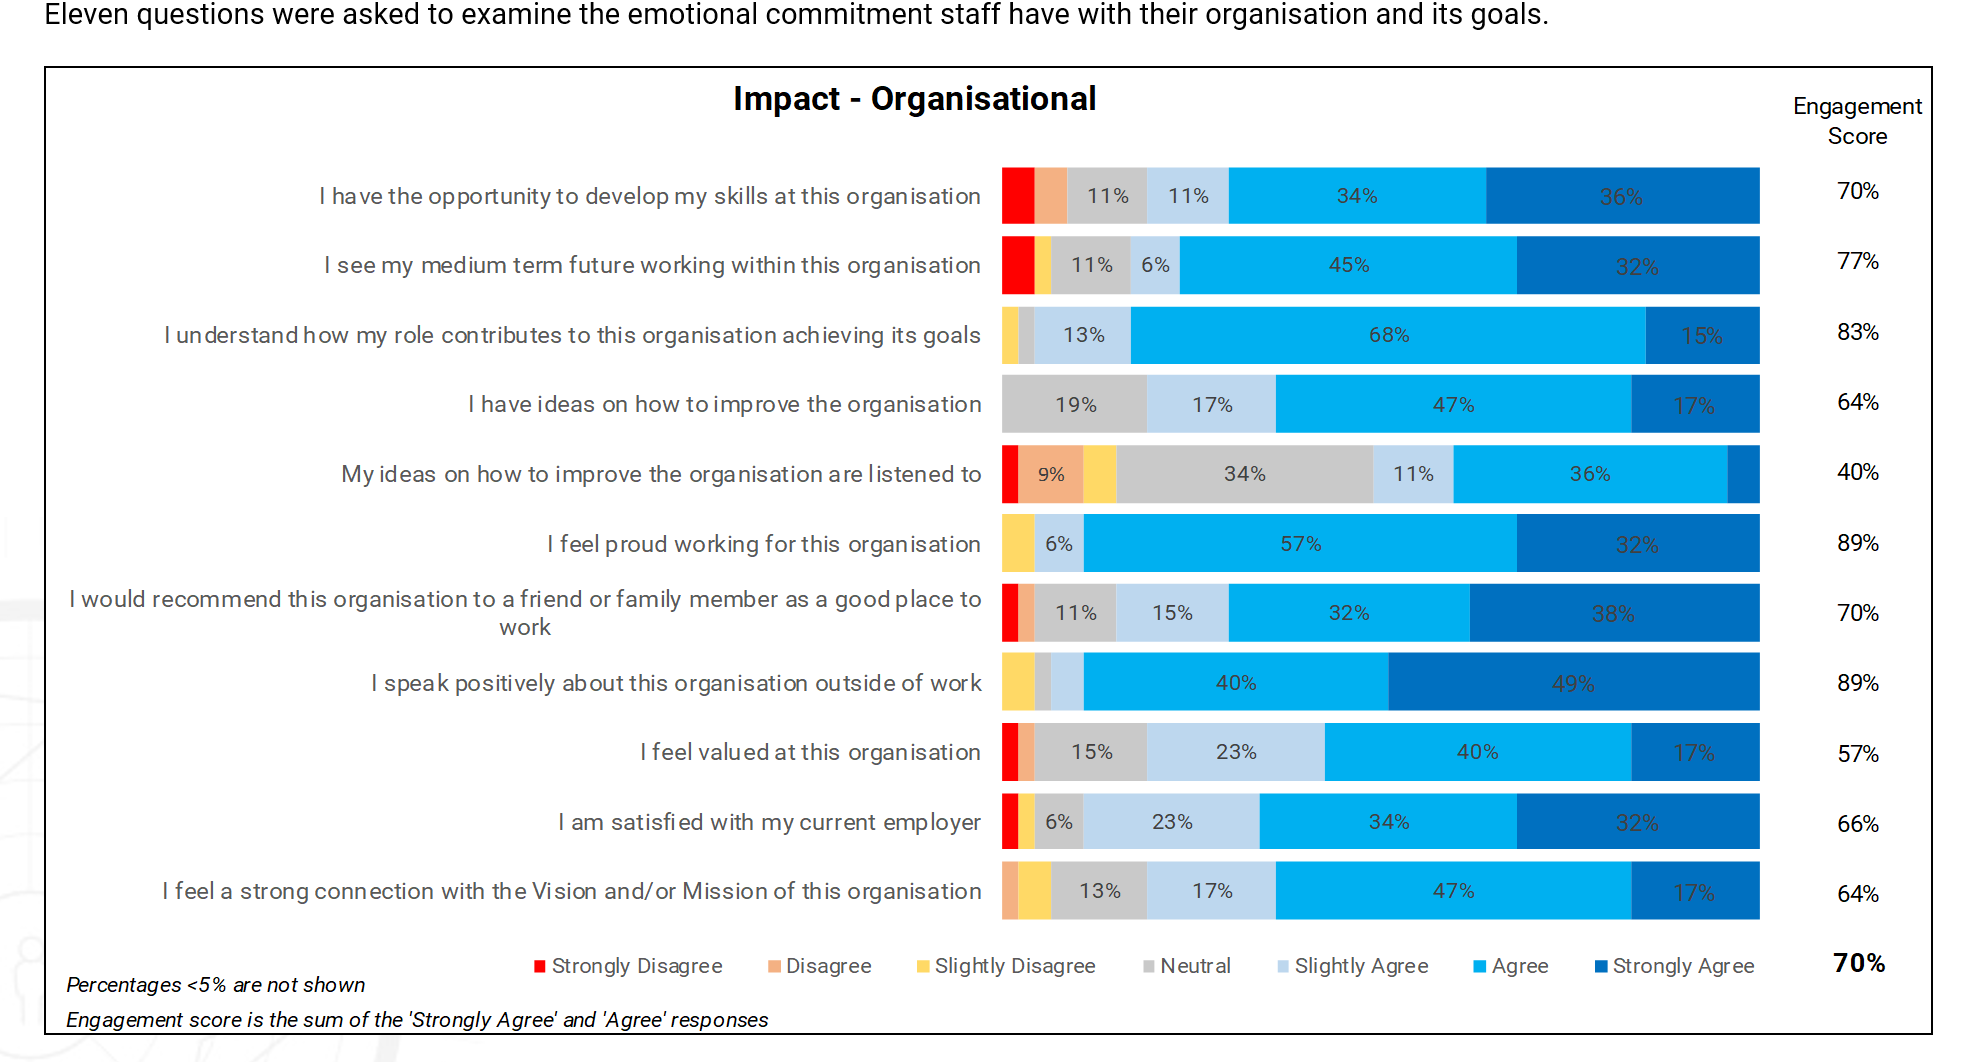 Eleven questions were asked to examine the emotional commitment staff have with their organisation and its goals.
Impact - Organisational
Engagement
Score
I have the opportunity to develop my skills at this organisation 11% 11% 34% 36% 70%
I see my medium term future working within this organisation 11% 6% 45% 32% 77%
I understand how my role contributes to this organisation achieving its goals 13% 68% 15% 83%
I have ideas on how to improve the organisation 19% 17% 47% 17% 64%
My ideas on how to improve the organisation are listened to 9% 34% 11% 36% 40%
I feel proud working for this organisation 6% 57% 32% 89%
I would recommend this organisation to a friend or family member as a good place to
work 11% 15% 32% 38% 70%
I speak positively about this organisation outside of work 40% 49% 89%
I feel valued at this organisation 15% 23% 40% 17% 57%
I am satisfied with my current employer 6% 23% 34% 32% 66%
I feel a strong connection with the Vision and/or Mission of this organisation 13% 17% 47% 17% 64%
Strongly Disagree Disagree Slightly Disagree Neutral Slightly Agree Agree Strongly Agree 70%
Percentages <5% are not shown
Engagement score is the sum of the 'Strongly Agree' and 'Agree' responses